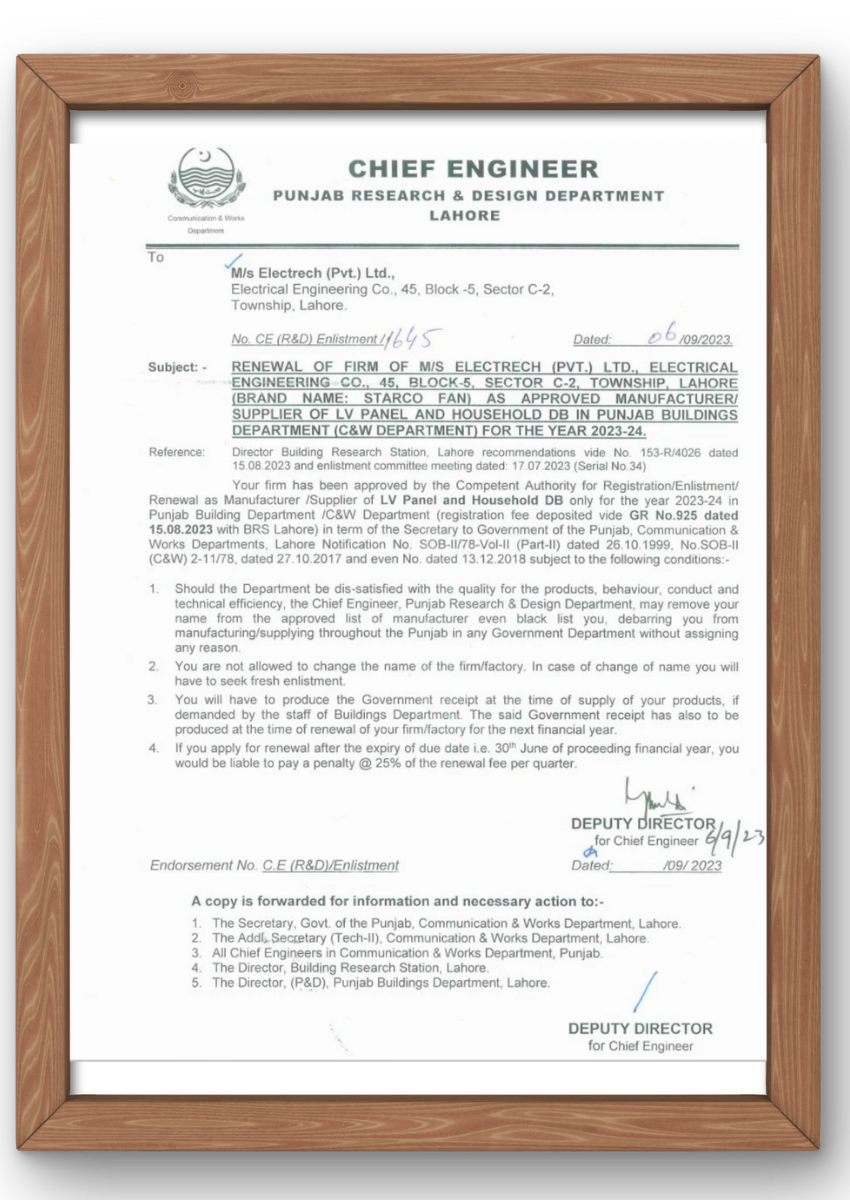 CHIEF ENGINEER
PUNJAB RESEARCH & DESIGN DEPARTMENT
LAHORE
Communication & Works
Department
To
M/s Electrech (Pvt.) Ltd.,
Electrical Engineering Co., 45, Block -5, Sector C-2,
Township, Lahore.
No. CE (R&D) Enlistment /1645 Dated: 06 /09/2023.
Subject: - RENEWAL OF FIRM OF M/S ELECTRECH (PVT.) LTD., ELECTRICAL
ENGINEERING CO., 45, BLOCK-5, SECTOR C-2, TOWNSHIP, LAHORE
(BRAND NAME: STARCO FAN) AS APPROVED MANUFACTURER/
SUPPLIER OF LV PANEL AND HOUSEHOLD DB IN PUNJAB BUILDINGS
DEPARTMENT (C&W DEPARTMENT) FOR THE YEAR 2023-24.
Reference: Director Building Research Station, Lahore recommendations vide No. 153-R/4026 dated
15.08.2023 and enlistment committee meeting dated: 17.07.2023 (Serial No.34)
Your firm has been approved by the Competent Authority for Registration/Enlistment/
Renewal as Manufacturer /Supplier of LV Panel and Household DB only for the year 2023-24 in
Punjab Building Department /C&W Department (registration fee deposited vide GR No.925 dated
15.08.2023 with BRS Lahore) in term of the Secretary to Government of the Punjab, Communication &
Works Departments, Lahore Notification No. SOB-II/78-Vol-II (Part-II) dated 26.10.1999, No.SOB-II
(C&W) 2-11/78, dated 27.10.2017 and even No. dated 13.12.2018 subject to the following conditions:-
1. Should the Department be dis-satisfied with the quality for the products, behaviour, conduct and
technical efficiency, the Chief Engineer, Punjab Research & Design Department, may remove your
name from the approved list of manufacturer even black list you, debarring you from
manufacturing/supplying throughout the Punjab in any Government Department without assigning
any reason.
2. You are not allowed to change the name of the firm/factory. In case of change of name you will
have to seek fresh enlistment.
3. You will have to produce the Government receipt at the time of supply of your products, if
demanded by the staff of Buildings Department. The said Government receipt has also to be
produced at the time of renewal of your firm/factory for the next financial year.
4. If you apply for renewal after the expiry of due date i.e. 30th June of proceeding financial year, you
would be liable to pay a penalty @ 25% of the renewal fee per quarter.
DEPUTY DIRECTOR
for Chief Engineer 6/9/23
Endorsement No. C.E (R&D)/Enlistment Dated: /09/ 2023
A copy is forwarded for information and necessary action to:-
1. The Secretary, Govt. of the Punjab, Communication & Works Department, Lahore.
2. The Addl. Secretary (Tech-II), Communication & Works Department, Lahore.
3. All Chief Engineers in Communication & Works Department, Punjab.
4. The Director, Building Research Station, Lahore.
5. The Director, (P&D), Punjab Buildings Department, Lahore.
DEPUTY DIRECTOR
for Chief Engineer